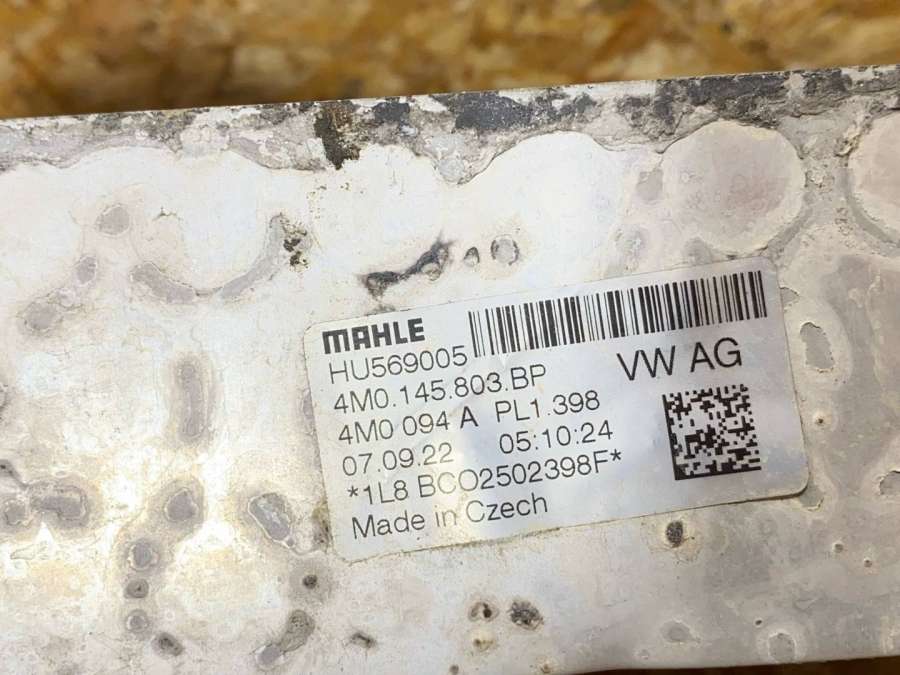 MAHLE
HU569005
4M0.145.803.BP
VW AG
4M0 094 A PL1.398
07.09.22 05:10:24
*1L8 BCO2502398F*
Made in Czech